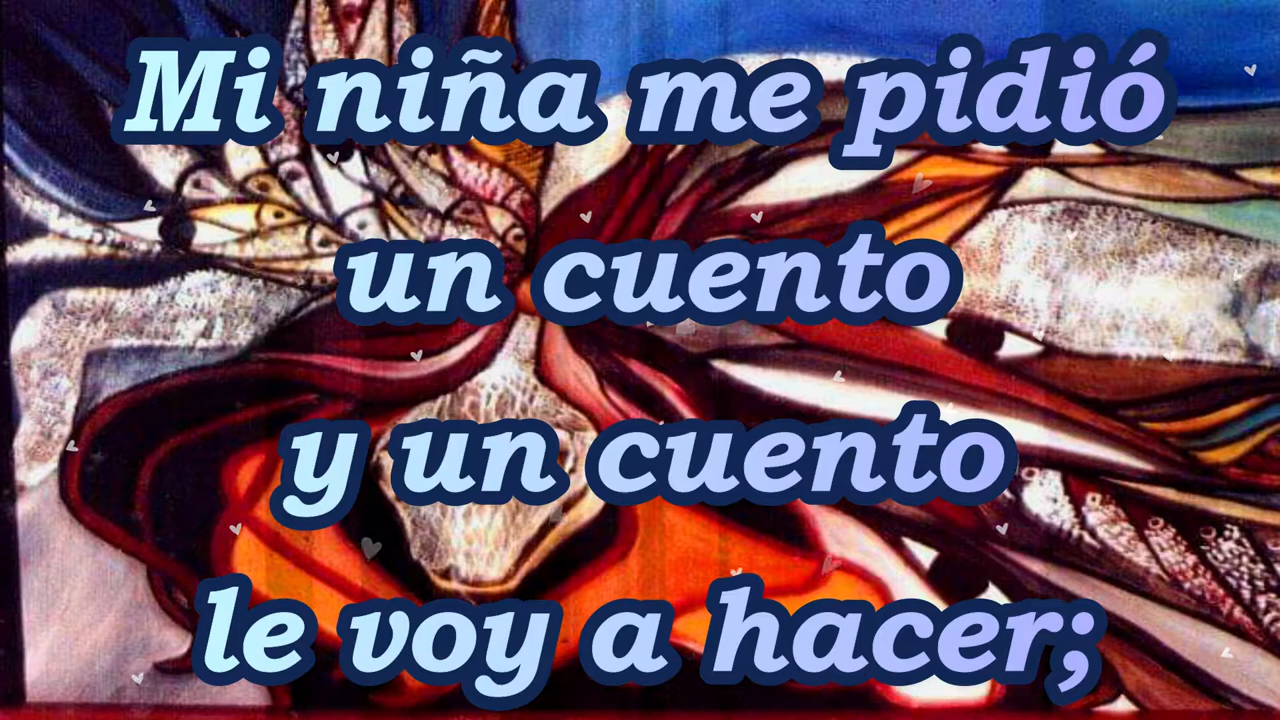 Mi niña me pidió
un cuento
y un cuento
le voy a hacer;